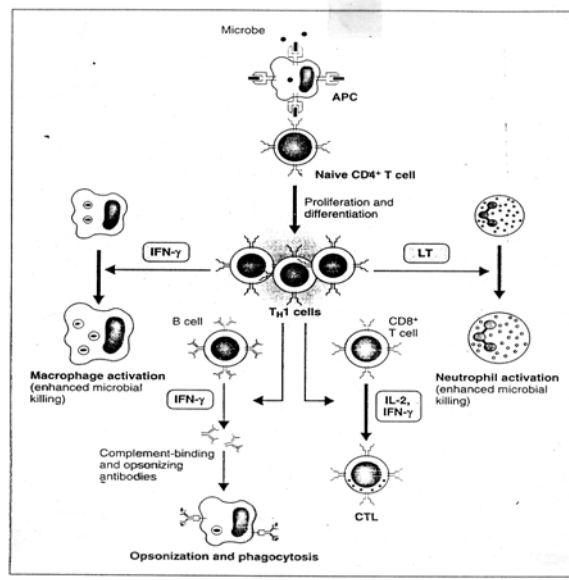 Microbe
APC
Naive CD4+ T cell
Proliferation and
differentiation
IFN-γ
LT
TH1 cells
B cell
CD8+
T cell
Macrophage activation
(enhanced microbial
killing)
Neutrophil activation
(enhanced microbial
killing)
IFN-γ
IL-2,
IFN-γ
Complement-binding
and opsonizing
antibodies
CTL
Opsonization and phagocytosis